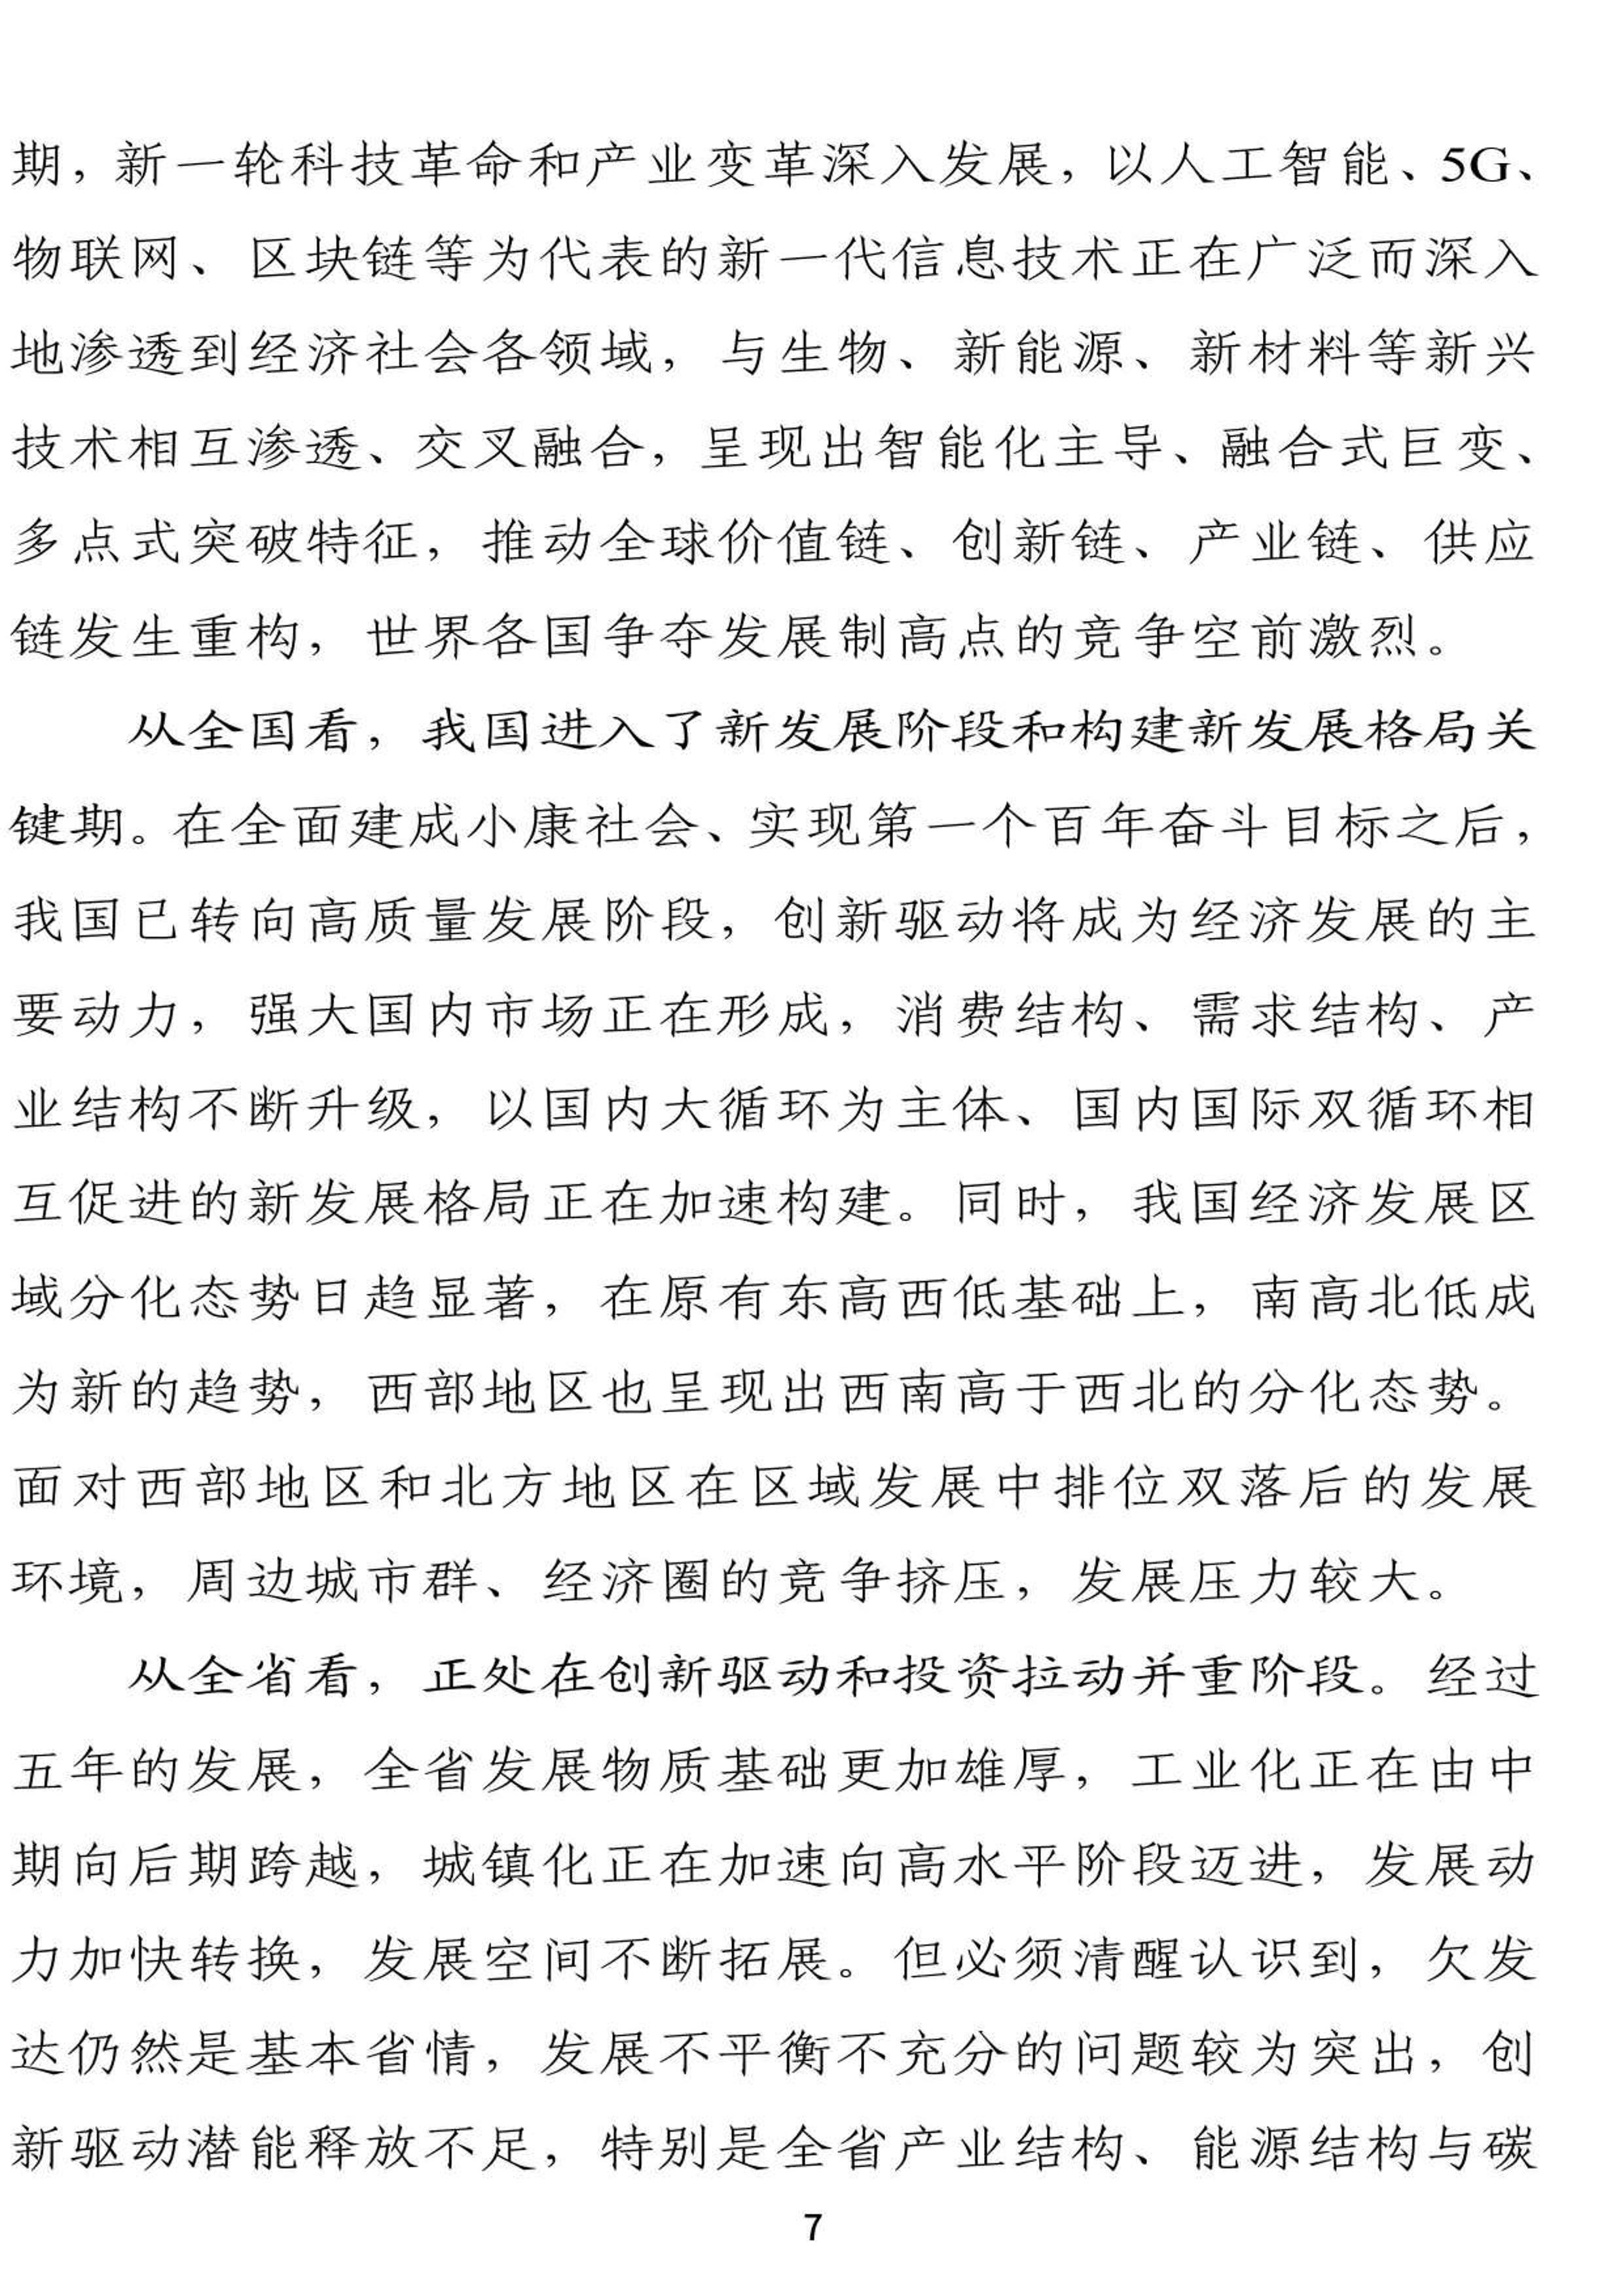 期，新一轮科技革命和产业变革深入发展，以人工智能、5G、
物联网、区块链等为代表的新一代信息技术正在广泛而深入
地渗透到经济社会各领域，与生物、新能源、新材料等新兴
技术相互渗透、交叉融合，呈现出智能化主导、融合式巨变、
多点式突破特征，推动全球价值链、创新链、产业链、供应
链发生重构，世界各国争夺发展制高点的竞争空前激烈。
从全国看，我国进入了新发展阶段和构建新发展格局关
键期。在全面建成小康社会、实现第一个百年奋斗目标之后，
我国已转向高质量发展阶段，创新驱动将成为经济发展的主
要动力，强大国内市场正在形成，消费结构、需求结构、产
业结构不断升级，以国内大循环为主体、国内国际双循环相
互促进的新发展格局正在加速构建。同时，我国经济发展区
域分化态势日趋显著，在原有东高西低基础上，南高北低成
为新的趋势，西部地区也呈现出西南高于西北的分化态势。
面对西部地区和北方地区在区域发展中排位双落后的发展
环境，周边城市群、经济圈的竞争挤压，发展压力较大。
从全省看，正处在创新驱动和投资拉动并重阶段。经过
五年的发展，全省发展物质基础更加雄厚，工业化正在由中
期向后期跨越，城镇化正在加速向高水平阶段迈进，发展动
力加快转换，发展空间不断拓展。但必须清醒认识到，欠发
达仍然是基本省情，发展不平衡不充分的问题较为突出，创
新驱动潜能释放不足，特别是全省产业结构、能源结构与碳
7